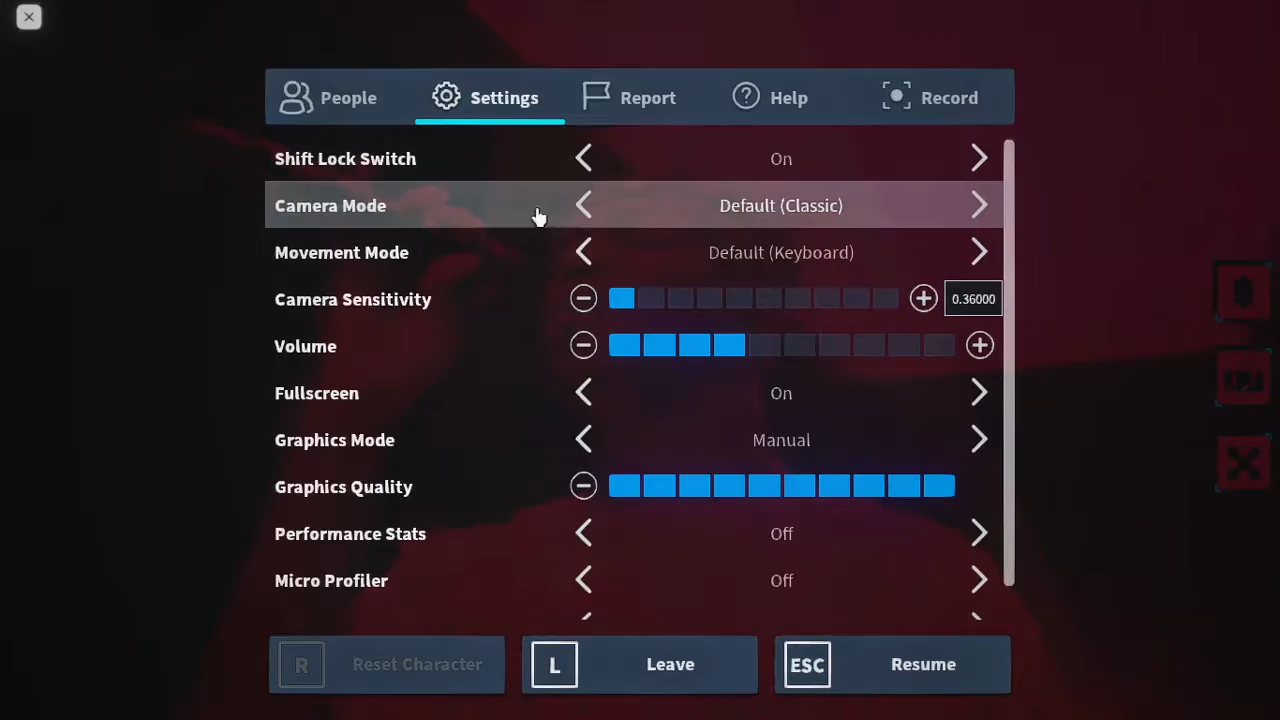 People Settings Report Help Record
Shift Lock Switch On
Camera Mode Default (Classic)
Movement Mode Default (Keyboard)
Camera Sensitivity 0.36000
Volume
Fullscreen On
Graphics Mode Manual
Graphics Quality
Performance Stats Off
Micro Profiler Off
R Reset Character L Leave ESC Resume